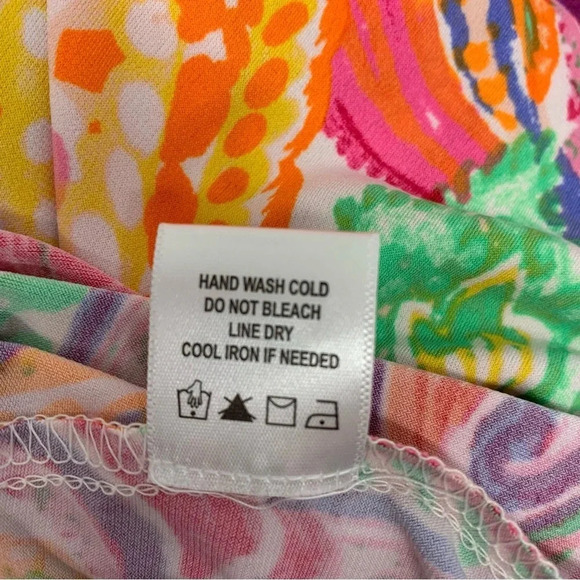 HAND WASH COLD
DO NOT BLEACH
LINE DRY
COOL IRON IF NEEDED